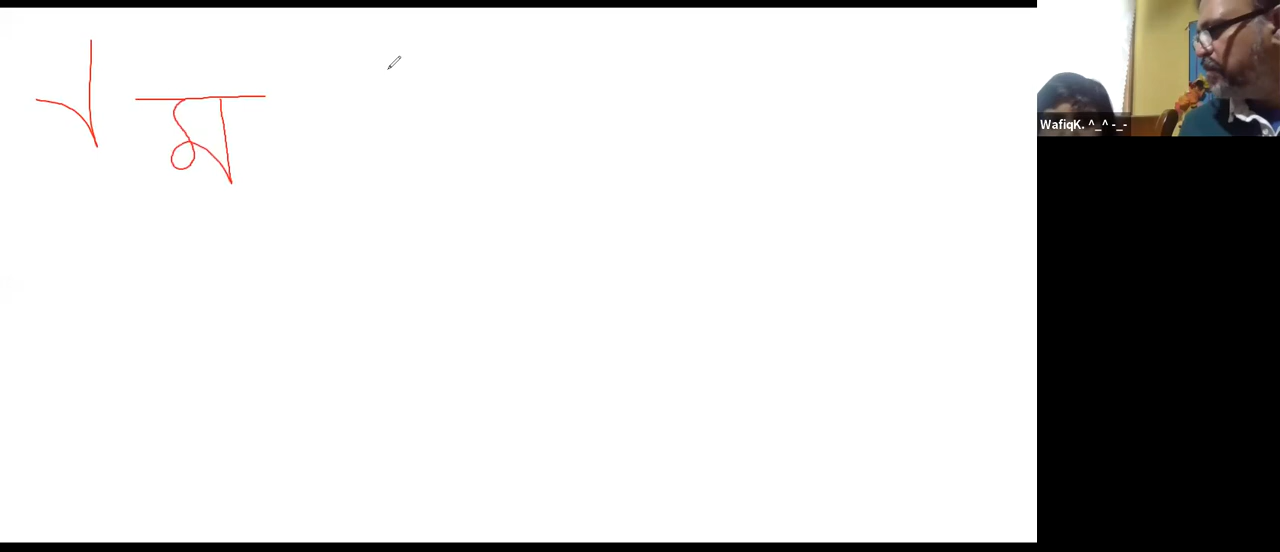 ম
WafiqK. ^_^ -_-